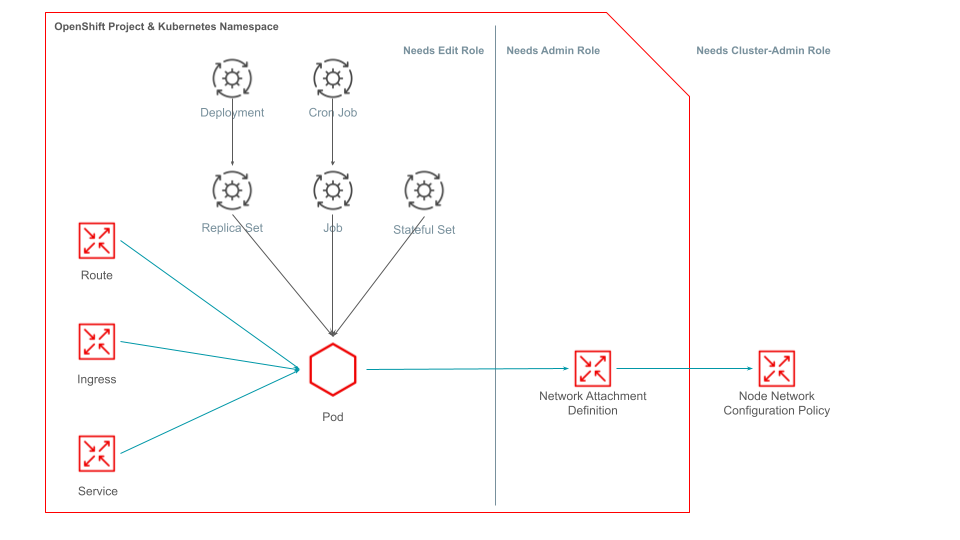 OpenShift Project & Kubernetes Namespace
Needs Edit Role
Needs Admin Role
Needs Cluster-Admin Role
Deployment
Cron Job
Replica Set
Job
Stateful Set
Route
Ingress
Service
Pod
Network Attachment
Definition
Node Network
Configuration Policy